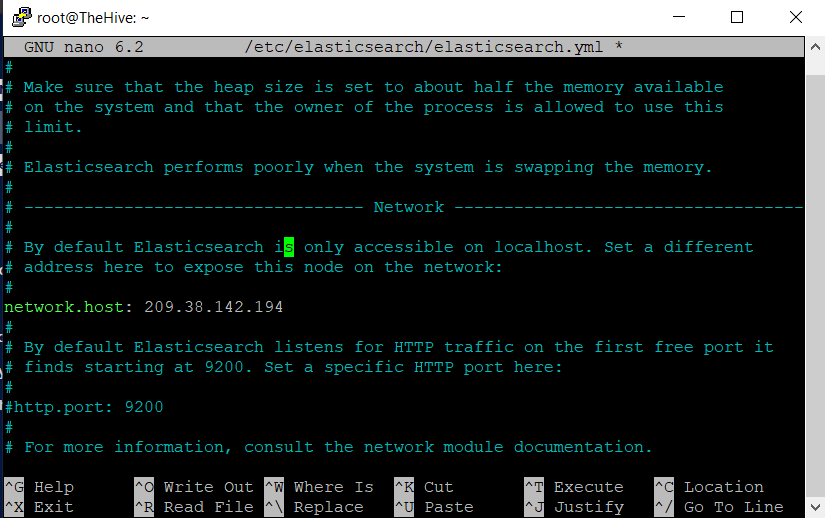 root@TheHive: ~
GNU nano 6.2 /etc/elasticsearch/elasticsearch.yml *
#
# Make sure that the heap size is set to about half the memory available
# on the system and that the owner of the process is allowed to use this
# limit.
#
# Elasticsearch performs poorly when the system is swapping the memory.
#
# ---------------------------------- Network -----------------------------------
#
# By default Elasticsearch is only accessible on localhost. Set a different
# address here to expose this node on the network:
#
network.host: 209.38.142.194
#
# By default Elasticsearch listens for HTTP traffic on the first free port it
# finds starting at 9200. Set a specific HTTP port here:
#
#http.port: 9200
#
# For more information, consult the network module documentation.
^G Help ^O Write Out ^W Where Is ^K Cut ^T Execute ^C Location
^X Exit ^R Read File ^\ Replace ^U Paste ^J Justify ^/ Go To Line